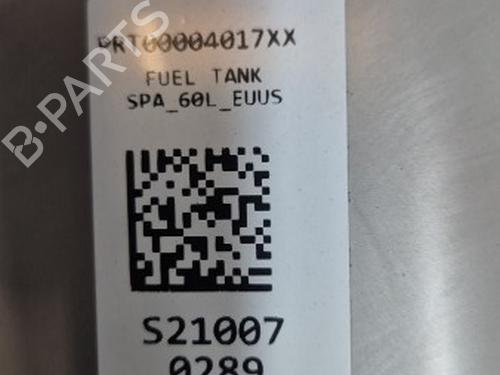 PRT00004017XX
FUEL TANK
SPA_60L_EUUS
S21007
0289
B-PARTS